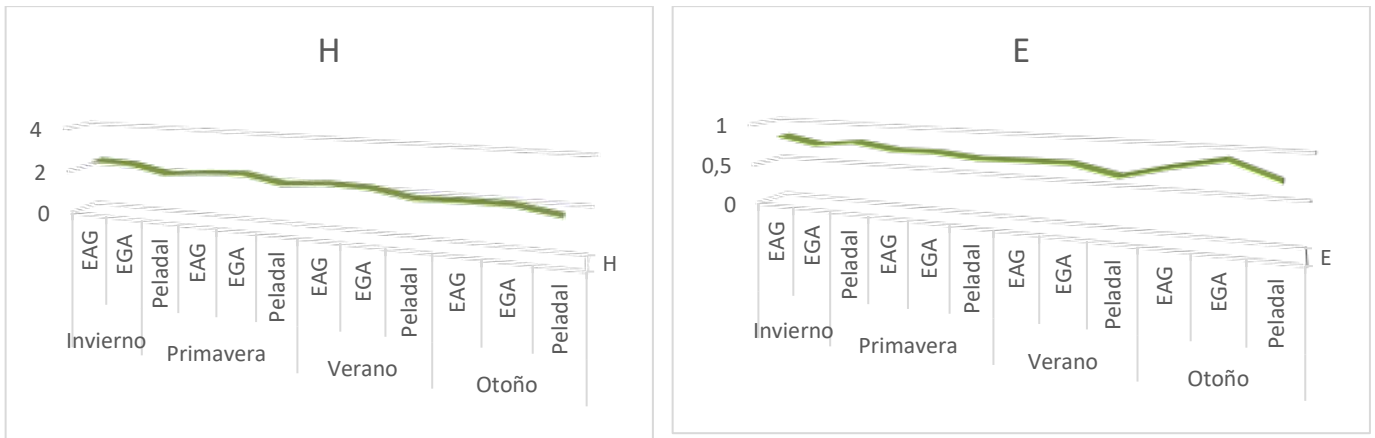 H
4
2
0
EAG
EGA
Peladal
EAG
EGA
Peladal
EAG
EGA
Peladal
EAG
EGA
Peladal
Invierno
Primavera
Verano
Otoño
H
E
1
0,5
0
EAG
EGA
Peladal
EAG
EGA
Peladal
EAG
EGA
Peladal
EAG
EGA
Peladal
Invierno
Primavera
Verano
Otoño
E